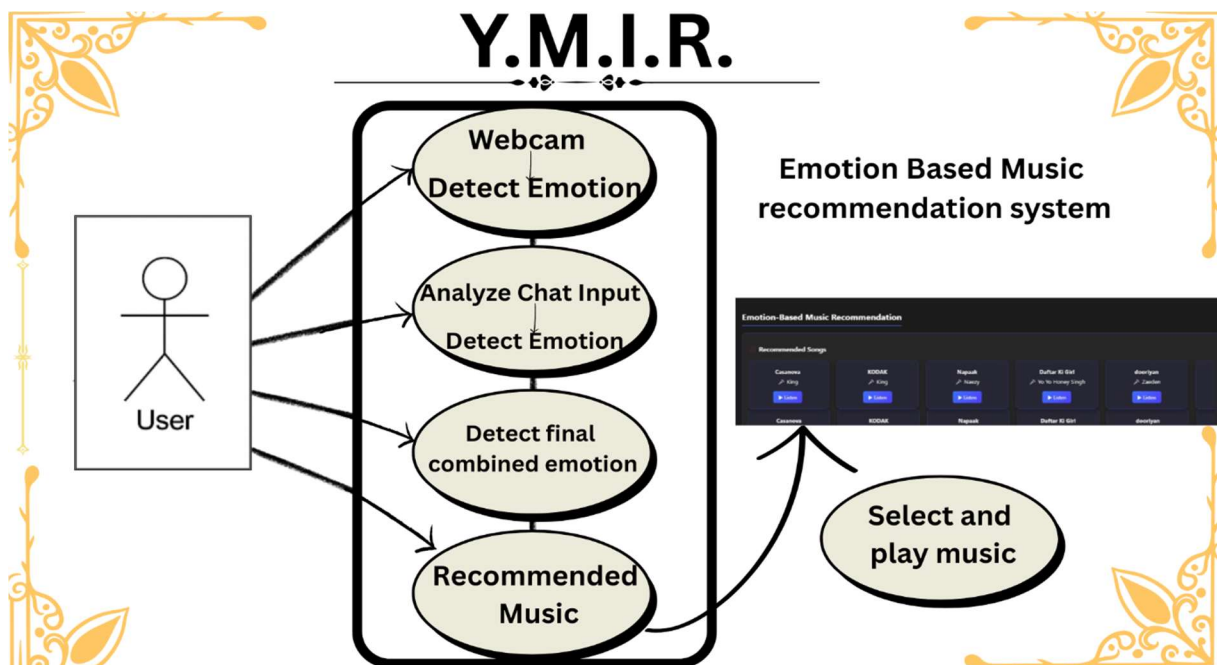 Y.M.I.R.
Webcam
Detect Emotion
Analyze Chat Input
Detect Emotion
Detect final
combined emotion
Recommended
Music
User
Emotion Based Music
recommendation system
Emotion-Based Music Recommendation
Recommended Songs
Casanova
King
Listen
KODAK
King
Listen
Napaak
Naezy
Listen
Daftar Ki Girl
Yo Yo Honey Singh
Listen
dooriyan
Zaeden
Listen
Casanova
KODAK
Napaak
Daftar Ki Girl
dooriyan
Select and
play music